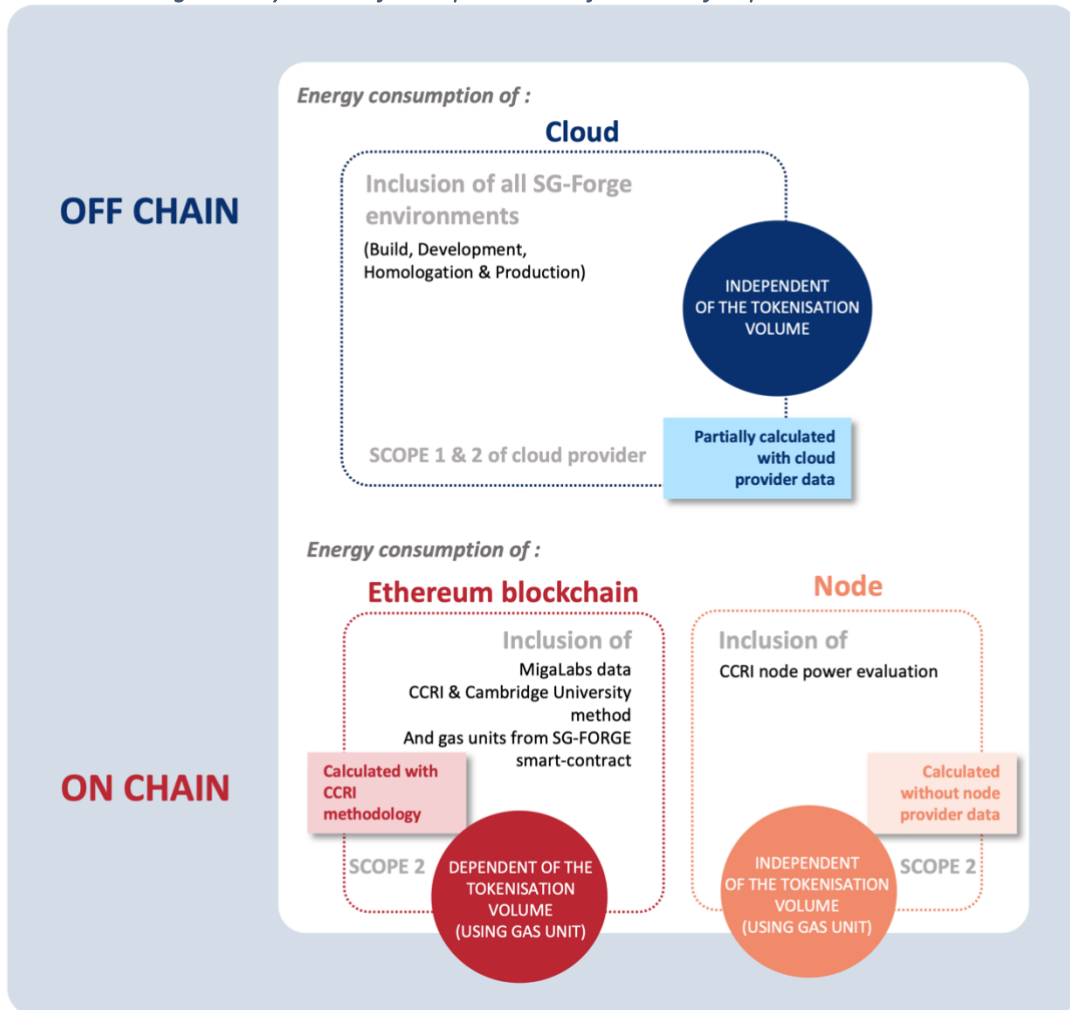 Energy consumption of :
Cloud
OFF CHAIN
Inclusion of all SG-Forge
environments
(Build, Development,
Homologation & Production)
INDEPENDENT
OF THE TOKENISATION
VOLUME
SCOPE 1 & 2 of cloud provider
Partially calculated
with cloud
provider data
Energy consumption of :
Ethereum blockchain
Inclusion of
MigaLabs data
CCRI & Cambridge University
method
And gas units from SG-FORGE
smart-contract
ON CHAIN
Calculated with
CCRI
methodology
SCOPE 2
DEPENDENT OF THE
TOKENISATION
VOLUME
(USING GAS UNIT)
Node
Inclusion of
CCRI node power evaluation
Calculated
without node
provider data
INDEPENDENT
OF THE TOKENISATION
VOLUME
(USING GAS UNIT)
SCOPE 2